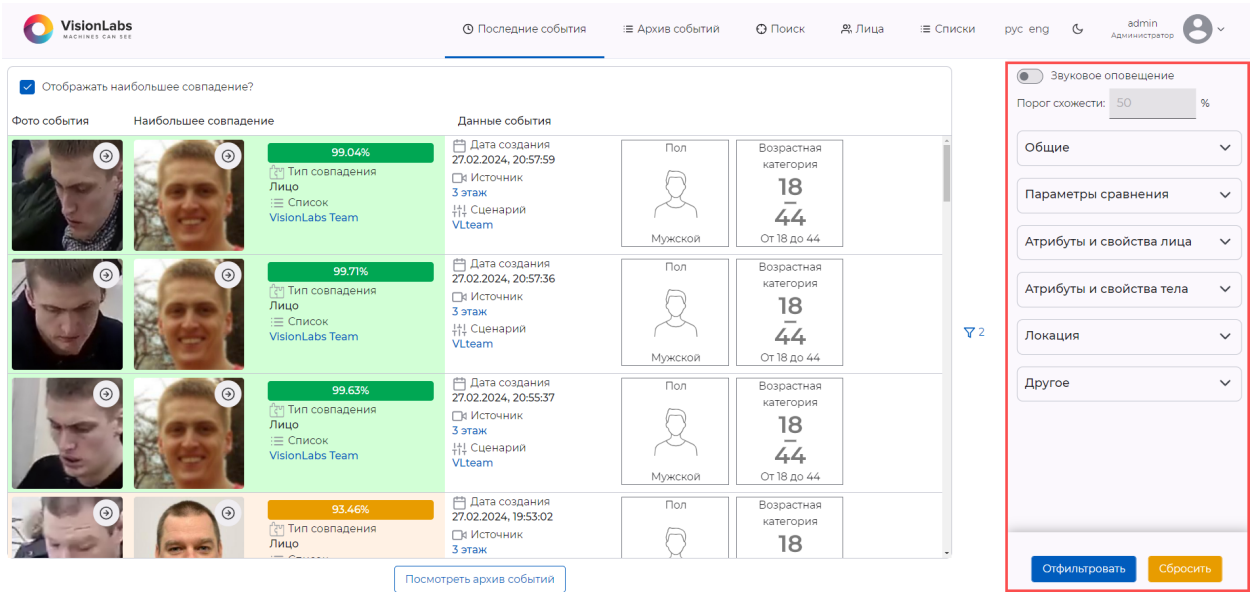 VisionLabs
MACHINES CAN SEE
Последние события
Архив событий
Поиск
Лица
Списки
рус eng
admin
Администратор
Отображать наибольшее совпадение?
Фото события Наибольшее совпадение Данные события
99.04%
Тип совпадения
Лицо
Список
VisionLabs Team
Дата создания
27.02.2024, 20:57:59
Источник
3 этаж
Сценарий
VLteam
Пол
Мужской
Возрастная
категория
18
–
44
От 18 до 44
99.71%
Тип совпадения
Лицо
Список
VisionLabs Team
Дата создания
27.02.2024, 20:57:36
Источник
3 этаж
Сценарий
VLteam
Пол
Мужской
Возрастная
категория
18
–
44
От 18 до 44
99.63%
Тип совпадения
Лицо
Список
VisionLabs Team
Дата создания
27.02.2024, 20:55:37
Источник
3 этаж
Сценарий
VLteam
Пол
Мужской
Возрастная
категория
18
–
44
От 18 до 44
93.46%
Тип совпадения
Лицо
Дата создания
27.02.2024, 19:53:02
Источник
3 этаж
Пол
Возрастная
категория
18
Посмотреть архив событий
2
Звуковое оповещение
Порог схожести: 50 %
Общие
Параметры сравнения
Атрибуты и свойства лица
Атрибуты и свойства тела
Локация
Другое
Отфильтровать
Сбросить